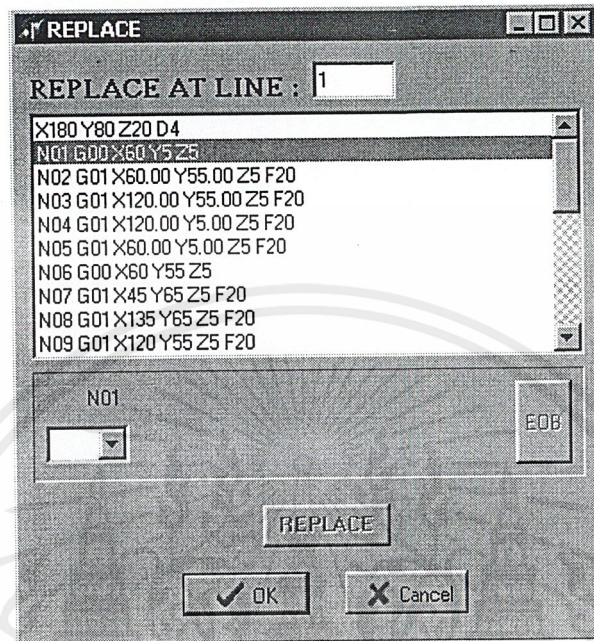 REPLACE
REPLACE AT LINE : 1
X180 Y80 Z20 D4
N01 G00 X60 Y5 Z5
N02 G01 X60.00 Y55.00 Z5 F20
N03 G01 X120.00 Y55.00 Z5 F20
N04 G01 X120.00 Y5.00 Z5 F20
N05 G01 X60.00 Y5.00 Z5 F20
N06 G00 X60 Y55 Z5
N07 G01 X45 Y65 Z5 F20
N08 G01 X135 Y65 Z5 F20
N09 G01 X120 Y55 Z5 F20
N01
EOB
REPLACE
OK
Cancel